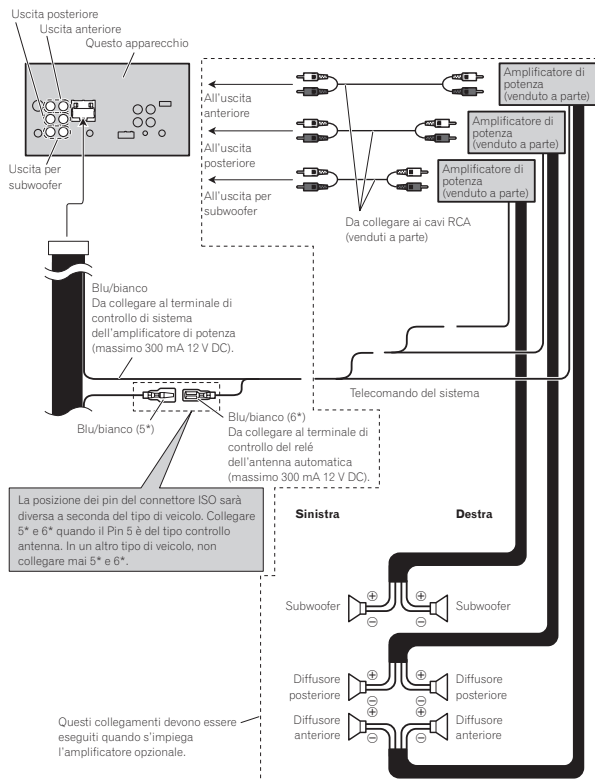 Uscita posteriore
Uscita anteriore
Questo apparecchio
Uscita per
subwoofer
All'uscita
anteriore
All'uscita
posteriore
All'uscita per
subwoofer
Amplificatore di
potenza
(venduto a parte)
Amplificatore di
potenza
(venduto a parte)
Amplificatore di
potenza
(venduto a parte)
Da collegare ai cavi RCA
(venduti a parte)
Blu/bianco
Da collegare al terminale di
controllo di sistema
dell'amplificatore di potenza
(massimo 300 mA 12 V DC).
Telecomando del sistema
Blu/bianco (5*)
Blu/bianco (6*)
Da collegare al terminale di
controllo del relé
dell'antenna automatica
(massimo 300 mA 12 V DC).
La posizione dei pin del connettore ISO sarà
diversa a seconda del tipo di veicolo. Collegare
5* e 6* quando il Pin 5 è del tipo controllo
antenna. In un altro tipo di veicolo, non
collegare mai 5* e 6*.
Sinistra
Destra
Subwoofer
⊕
⊖
⊕
⊖
Subwoofer
Diffusore
posteriore
⊕
⊖
⊕
⊖
Diffusore
posteriore
Diffusore
anteriore
⊕
⊖
⊕
⊖
Diffusore
anteriore
Questi collegamenti devono essere
eseguiti quando s'impiega
l'amplificatore opzionale.